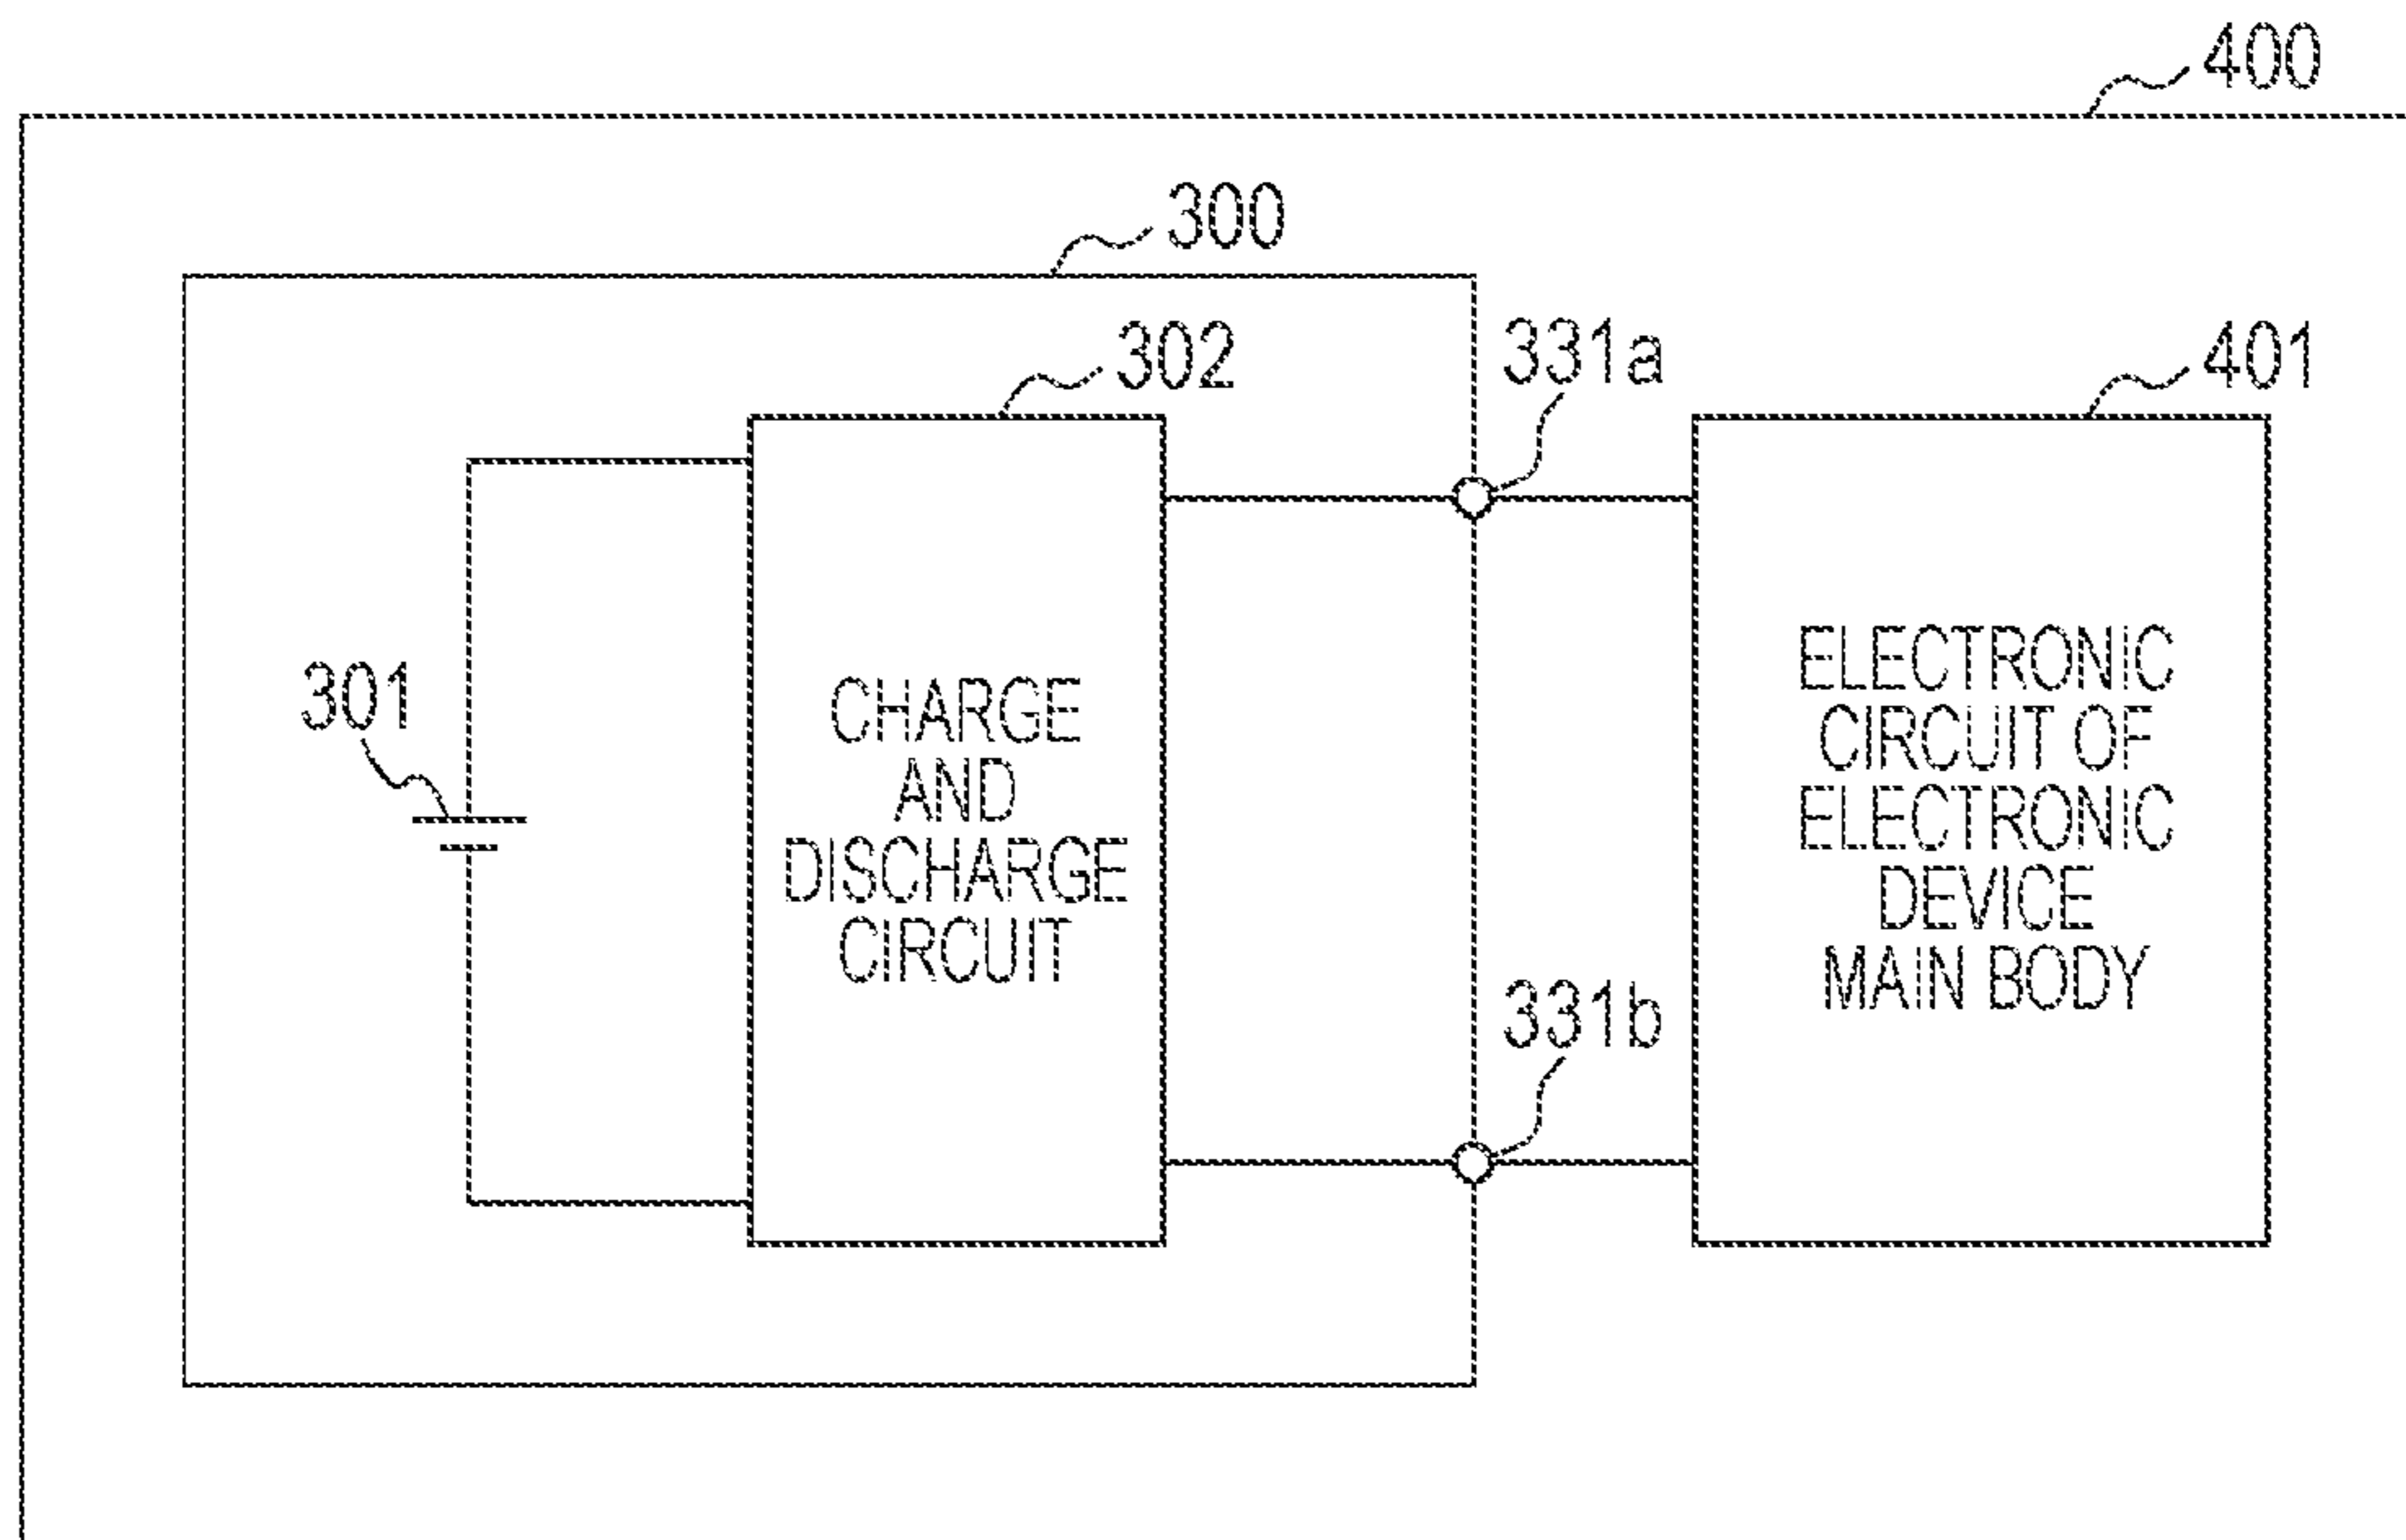 400
300
302
331a
401
301
CHARGE
AND
DISCHARGE
CIRCUIT
ELECTRONIC
CIRCUIT OF
ELECTRONIC
DEVICE
MAIN BODY
331b